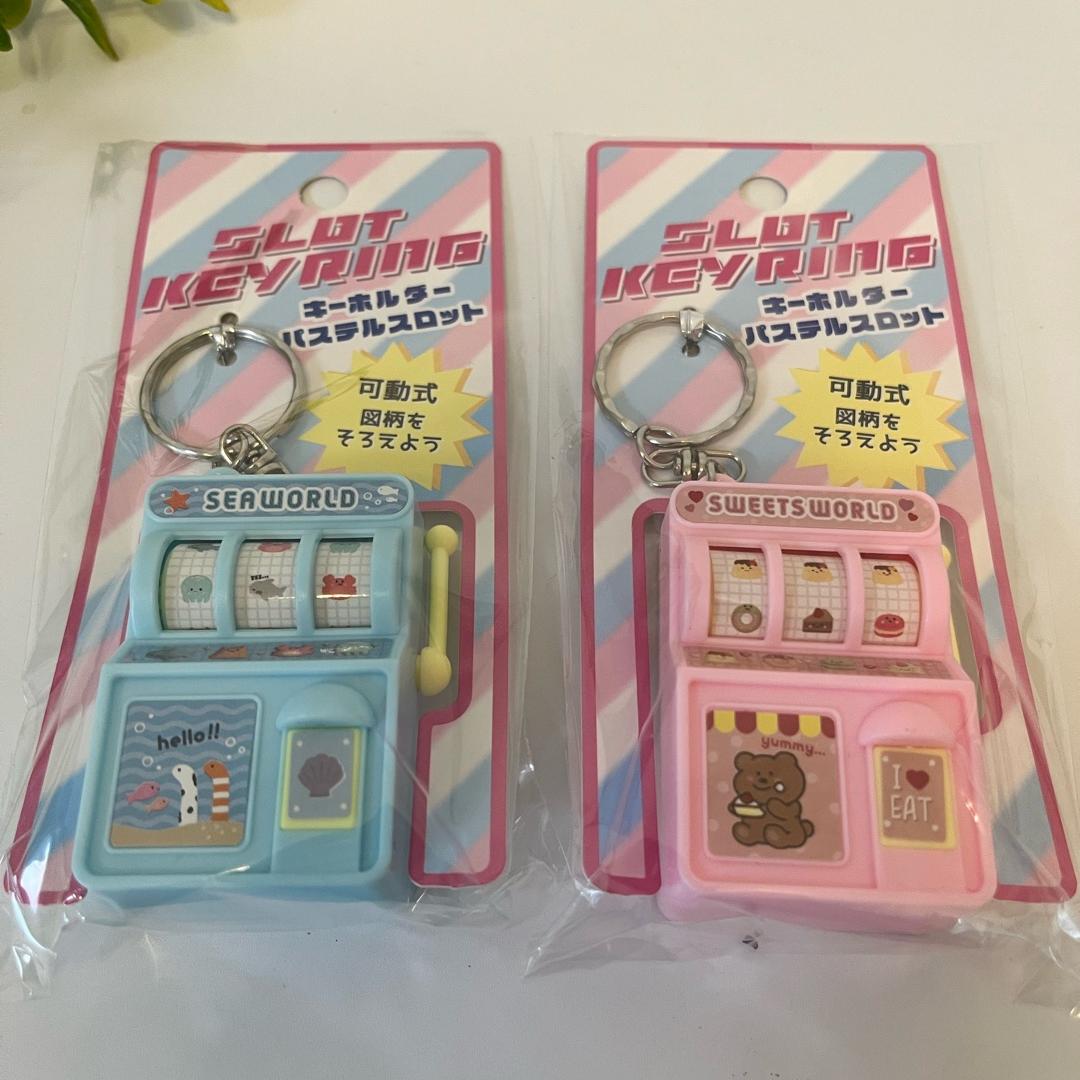 SLOT
KEYRING
キーホルダー
パステルスロット
可動式
図柄を
そろえよう
SEAWORLD
hello!!
SLOT
KEYRING
キーホルダー
パステルスロット
可動式
図柄を
そろえよう
SWEETS WORLD
yummy...
I
EAT